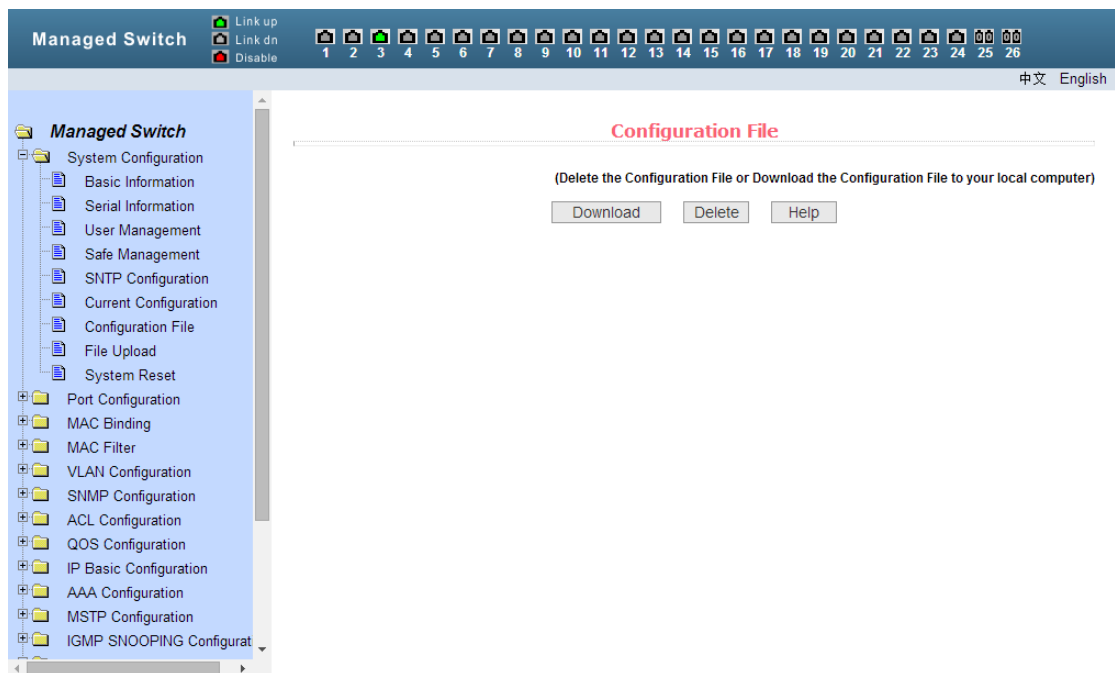 Managed Switch
Link up
Link dn
Disable
1 2 3 4 5 6 7 8 9 10 11 12 13 14 15 16 17 18 19 20 21 22 23 24 25 26
中文 English
Managed Switch
System Configuration
Basic Information
Serial Information
User Management
Safe Management
SNTP Configuration
Current Configuration
Configuration File
File Upload
System Reset
Port Configuration
MAC Binding
MAC Filter
VLAN Configuration
SNMP Configuration
ACL Configuration
QOS Configuration
IP Basic Configuration
AAA Configuration
MSTP Configuration
IGMP SNOOPING Configurat
Configuration File
(Delete the Configuration File or Download the Configuration File to your local computer)
Download Delete Help